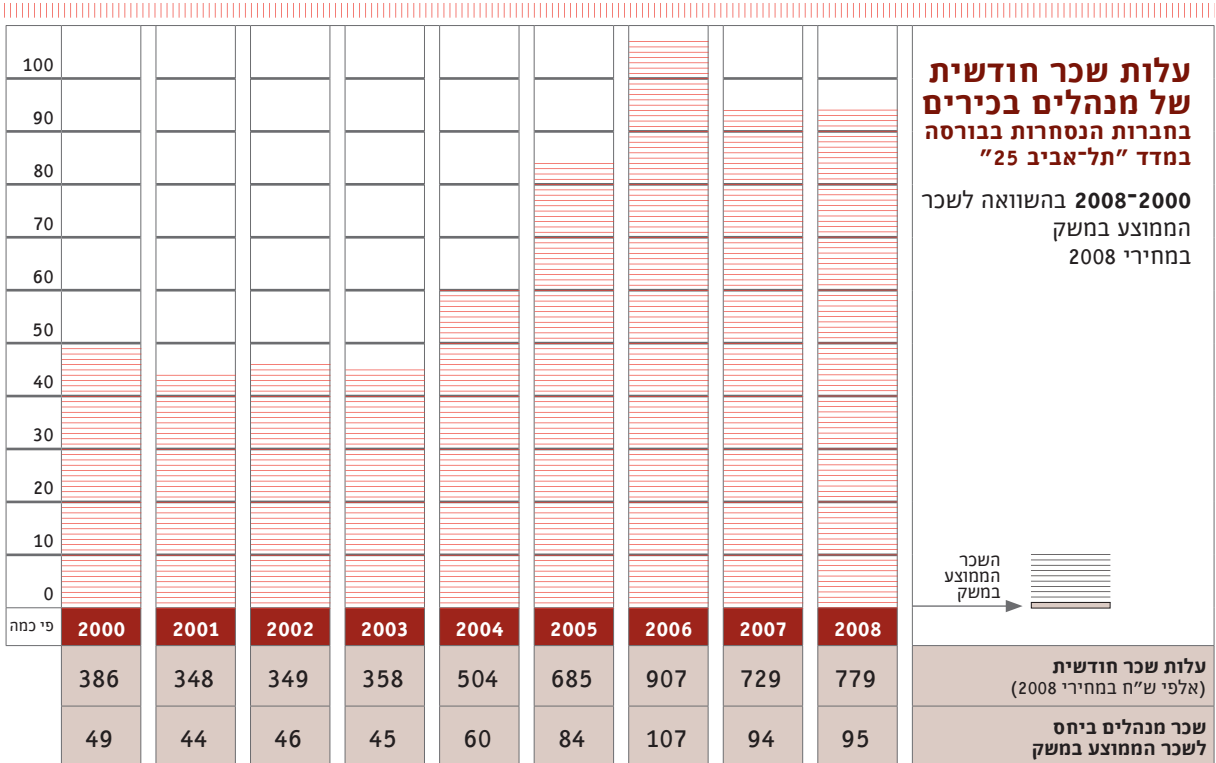 עלות שכר חודשית
של מנהלים בכירים
בחברות הנסחרות בבורסה
במדד "תל־אביב 25"
2000־2008 בהשוואה לשכר
הממוצע במשק
במחירי 2008
100
90
80
70
60
50
40
30
20
10
0
השכר
הממוצע
במשק
פי כמה 2000 2001 2002 2003 2004 2005 2006 2007 2008
עלות שכר חודשית
(אלפי ש"ח במחירי 2008)
386 348 349 358 504 685 907 729 779
שכר מנהלים ביחס
לשכר הממוצע במשק
49 44 46 45 60 84 107 94 95